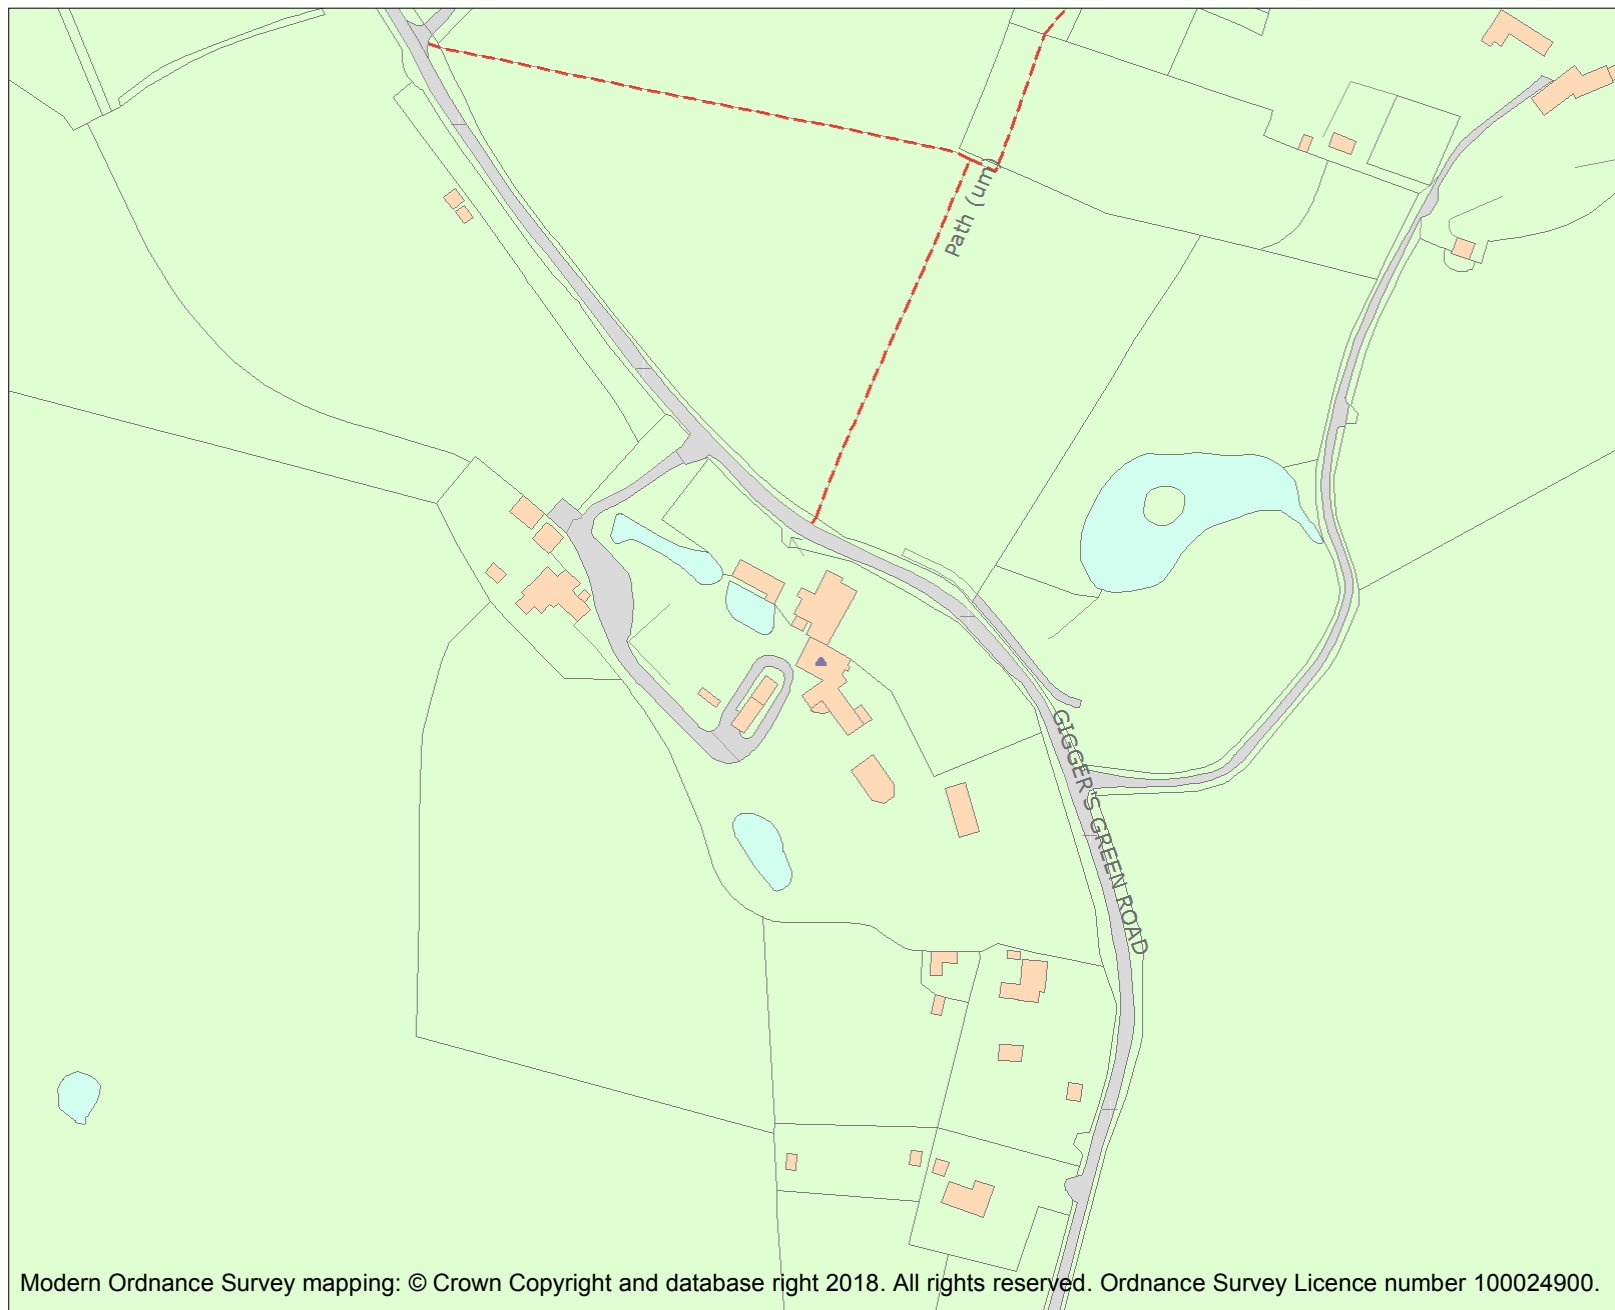 Path (um)
GIGGER'S GREEN ROAD
Modern Ordnance Survey mapping: © Crown Copyright and database right 2018. All rights reserved. Ordnance Survey Licence number 100024900.